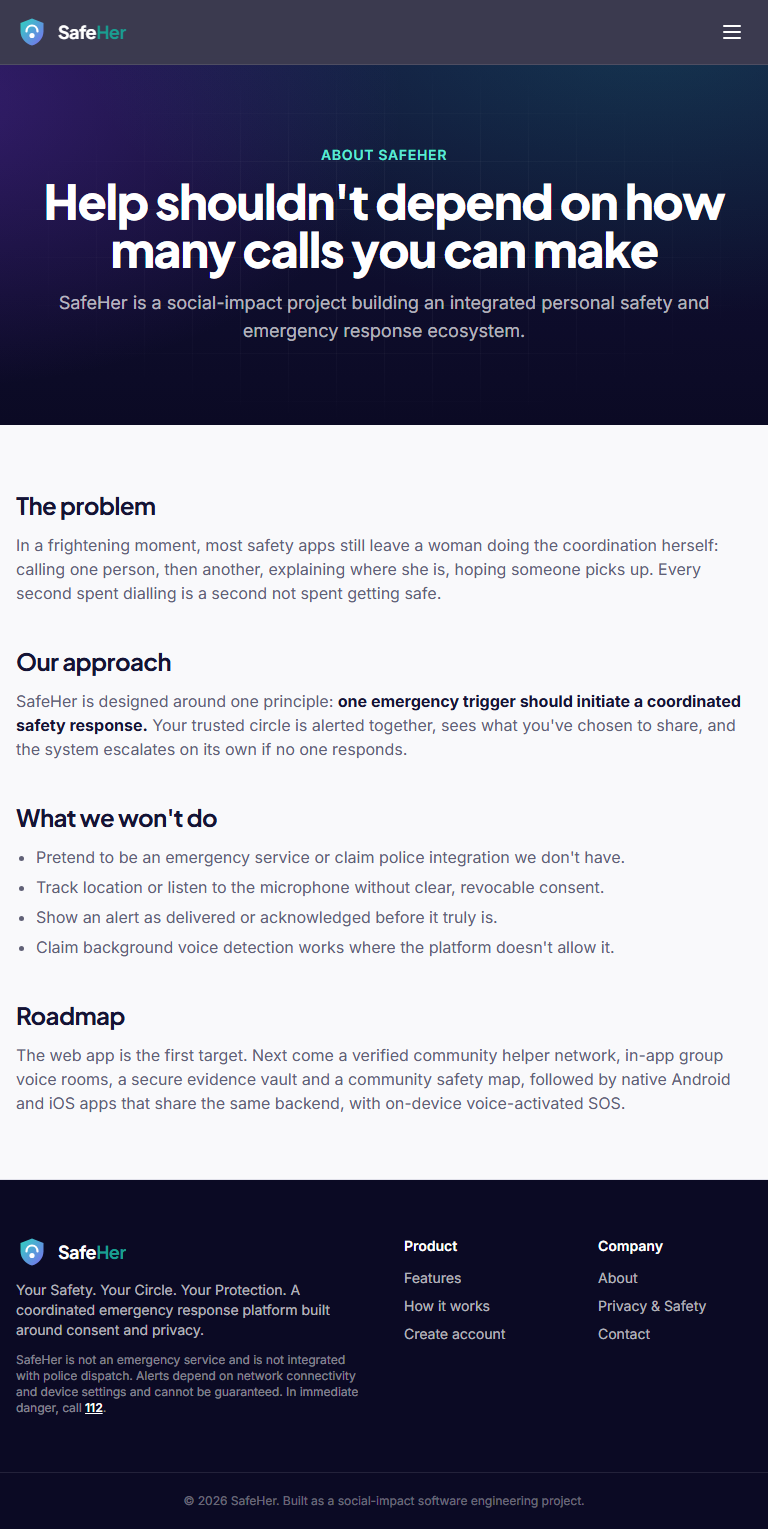 SafeHer
ABOUT SAFEHER
Help shouldn't depend on how
many calls you can make
SafeHer is a social-impact project building an integrated personal safety and
emergency response ecosystem.
The problem
In a frightening moment, most safety apps still leave a woman doing the coordination herself:
calling one person, then another, explaining where she is, hoping someone picks up. Every
second spent dialling is a second not spent getting safe.
Our approach
SafeHer is designed around one principle: one emergency trigger should initiate a coordinated
safety response. Your trusted circle is alerted together, sees what you've chosen to share, and
the system escalates on its own if no one responds.
What we won't do
• Pretend to be an emergency service or claim police integration we don't have.
• Track location or listen to the microphone without clear, revocable consent.
• Show an alert as delivered or acknowledged before it truly is.
• Claim background voice detection works where the platform doesn't allow it.
Roadmap
The web app is the first target. Next come a verified community helper network, in-app group
voice rooms, a secure evidence vault and a community safety map, followed by native Android
and iOS apps that share the same backend, with on-device voice-activated SOS.
SafeHer
Your Safety. Your Circle. Your Protection. A
coordinated emergency response platform built
around consent and privacy.
SafeHer is not an emergency service and is not integrated
with police dispatch. Alerts depend on network connectivity
and device settings and cannot be guaranteed. In immediate
danger, call 112.
Product
Features
How it works
Create account
Company
About
Privacy & Safety
Contact
© 2026 SafeHer. Built as a social-impact software engineering project.